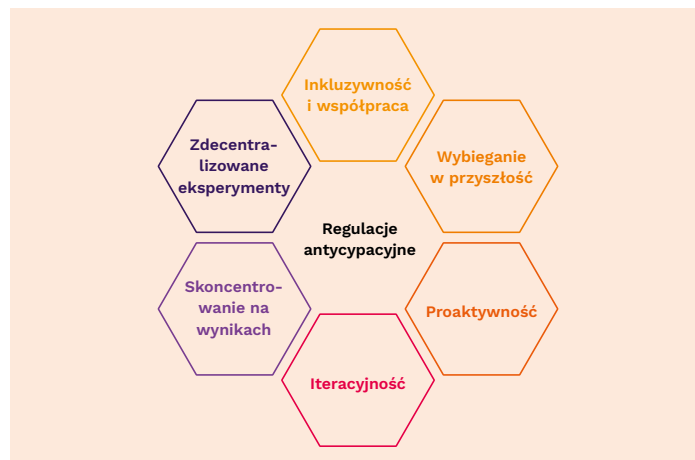 Inkluzywność
i współpraca
Wybieganie
w przyszłość
Proaktywność
Iteracyjność
Skoncentro-
wanie na
wynikach
Zdecentra-
lizowane
eksperymenty
Regulacje
antycypacyjne